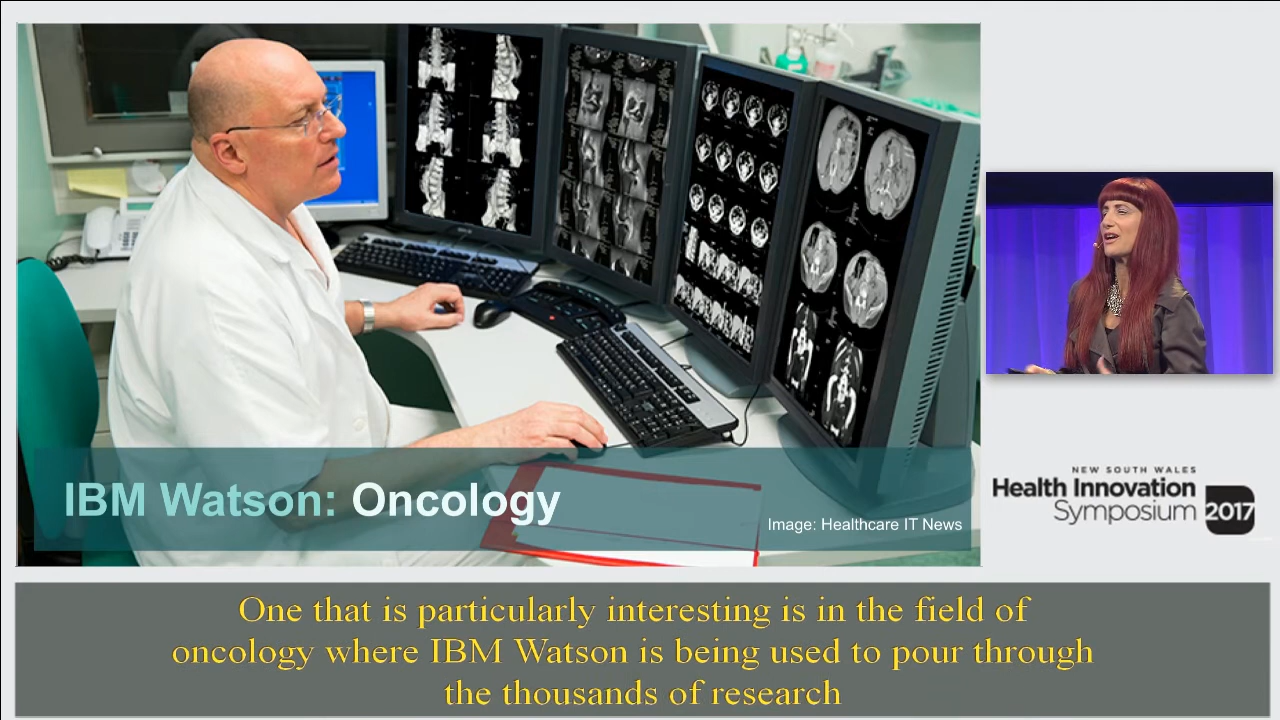 IBM Watson: Oncology
Image: Healthcare IT News
NEW SOUTH WALES
Health Innovation
Symposium 2017
One that is particularly interesting is in the field of
oncology where IBM Watson is being used to pour through
the thousands of research